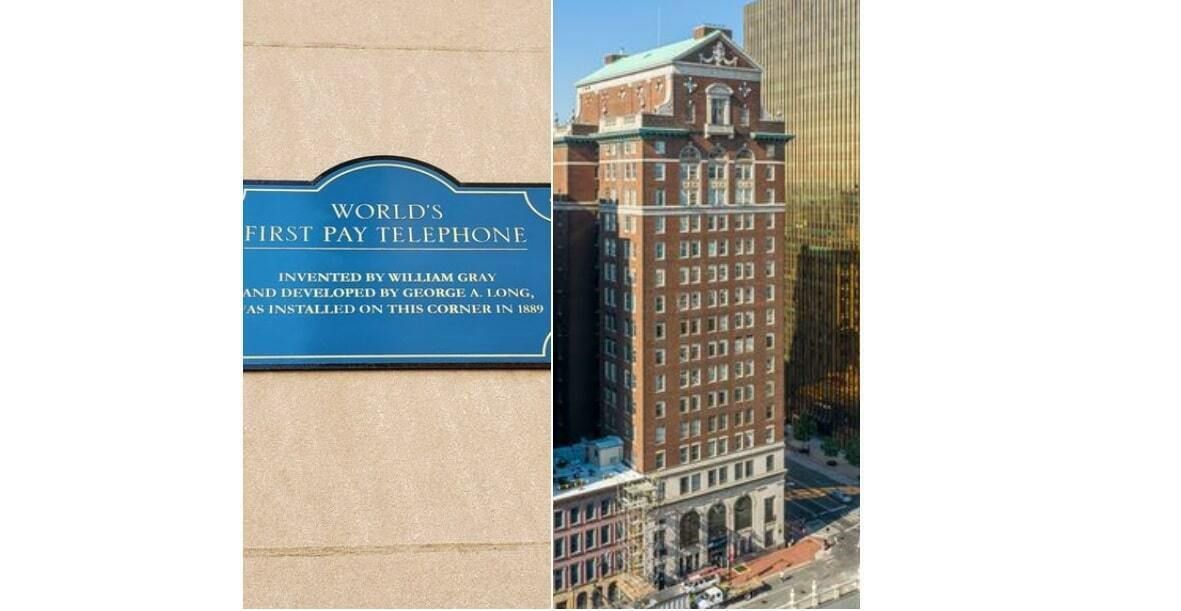 WORLD'S
FIRST PAY TELEPHONE
INVENTED BY WILLIAM GRAY
AND DEVELOPED BY GEORGE A. LONG,
AS INSTALLED ON THIS CORNER IN 1889